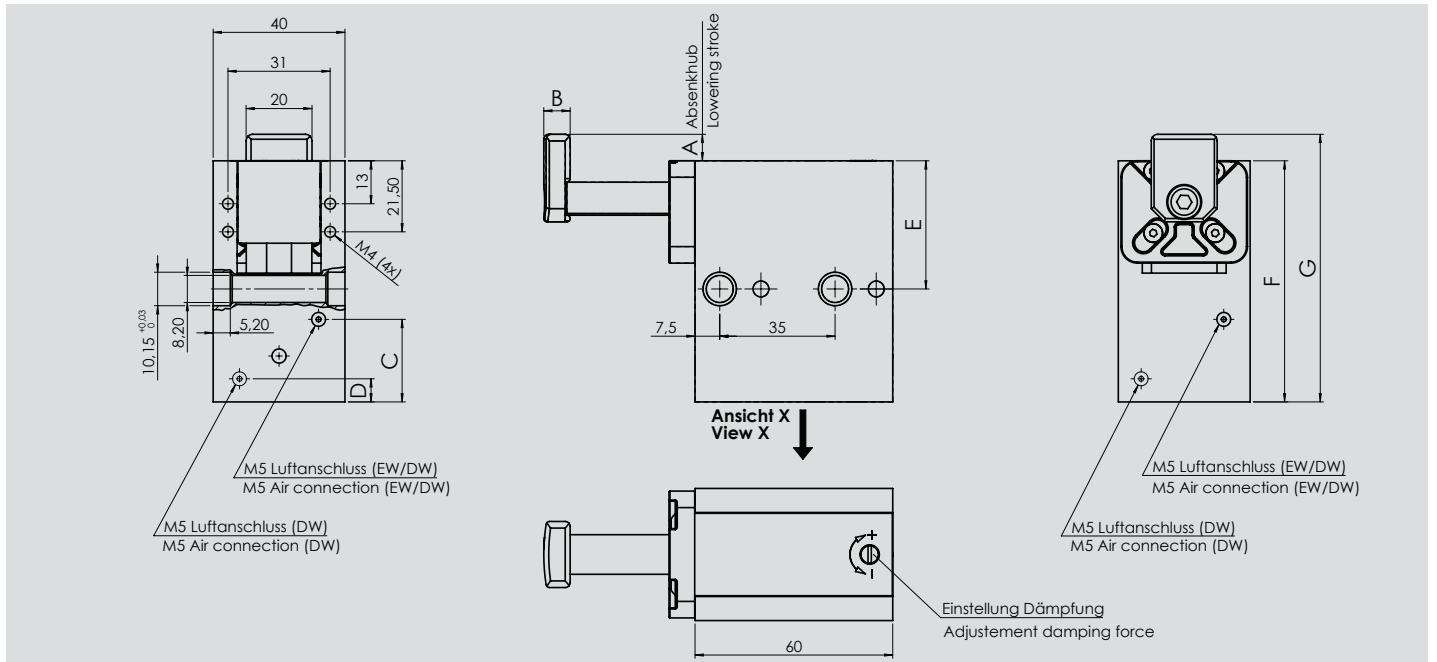 40
31
20
13
21,50
M4 (4x)
10,15 +0,03 0
8,20
5,20
C
D
M5 Luftanschluss (EW/DW)
M5 Air connection (EW/DW)
M5 Luftanschluss (DW)
M5 Air connection (DW)
B
A
Absenkhub
Lowering stroke
E
7,5
35
Ansicht X
View X
+
-
60
Einstellung Dämpfung
Adjustement damping force
F
G
M5 Luftanschluss (EW/DW)
M5 Air connection (EW/DW)
M5 Luftanschluss (DW)
M5 Air connection (DW)